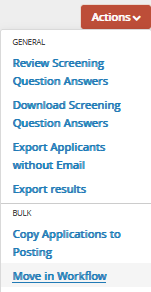 Actions
GENERAL
Review Screening
Question Answers
Download Screening
Question Answers
Export Applicants
without Email
Export results
BULK
Copy Applications to
Posting
Move in Workflow